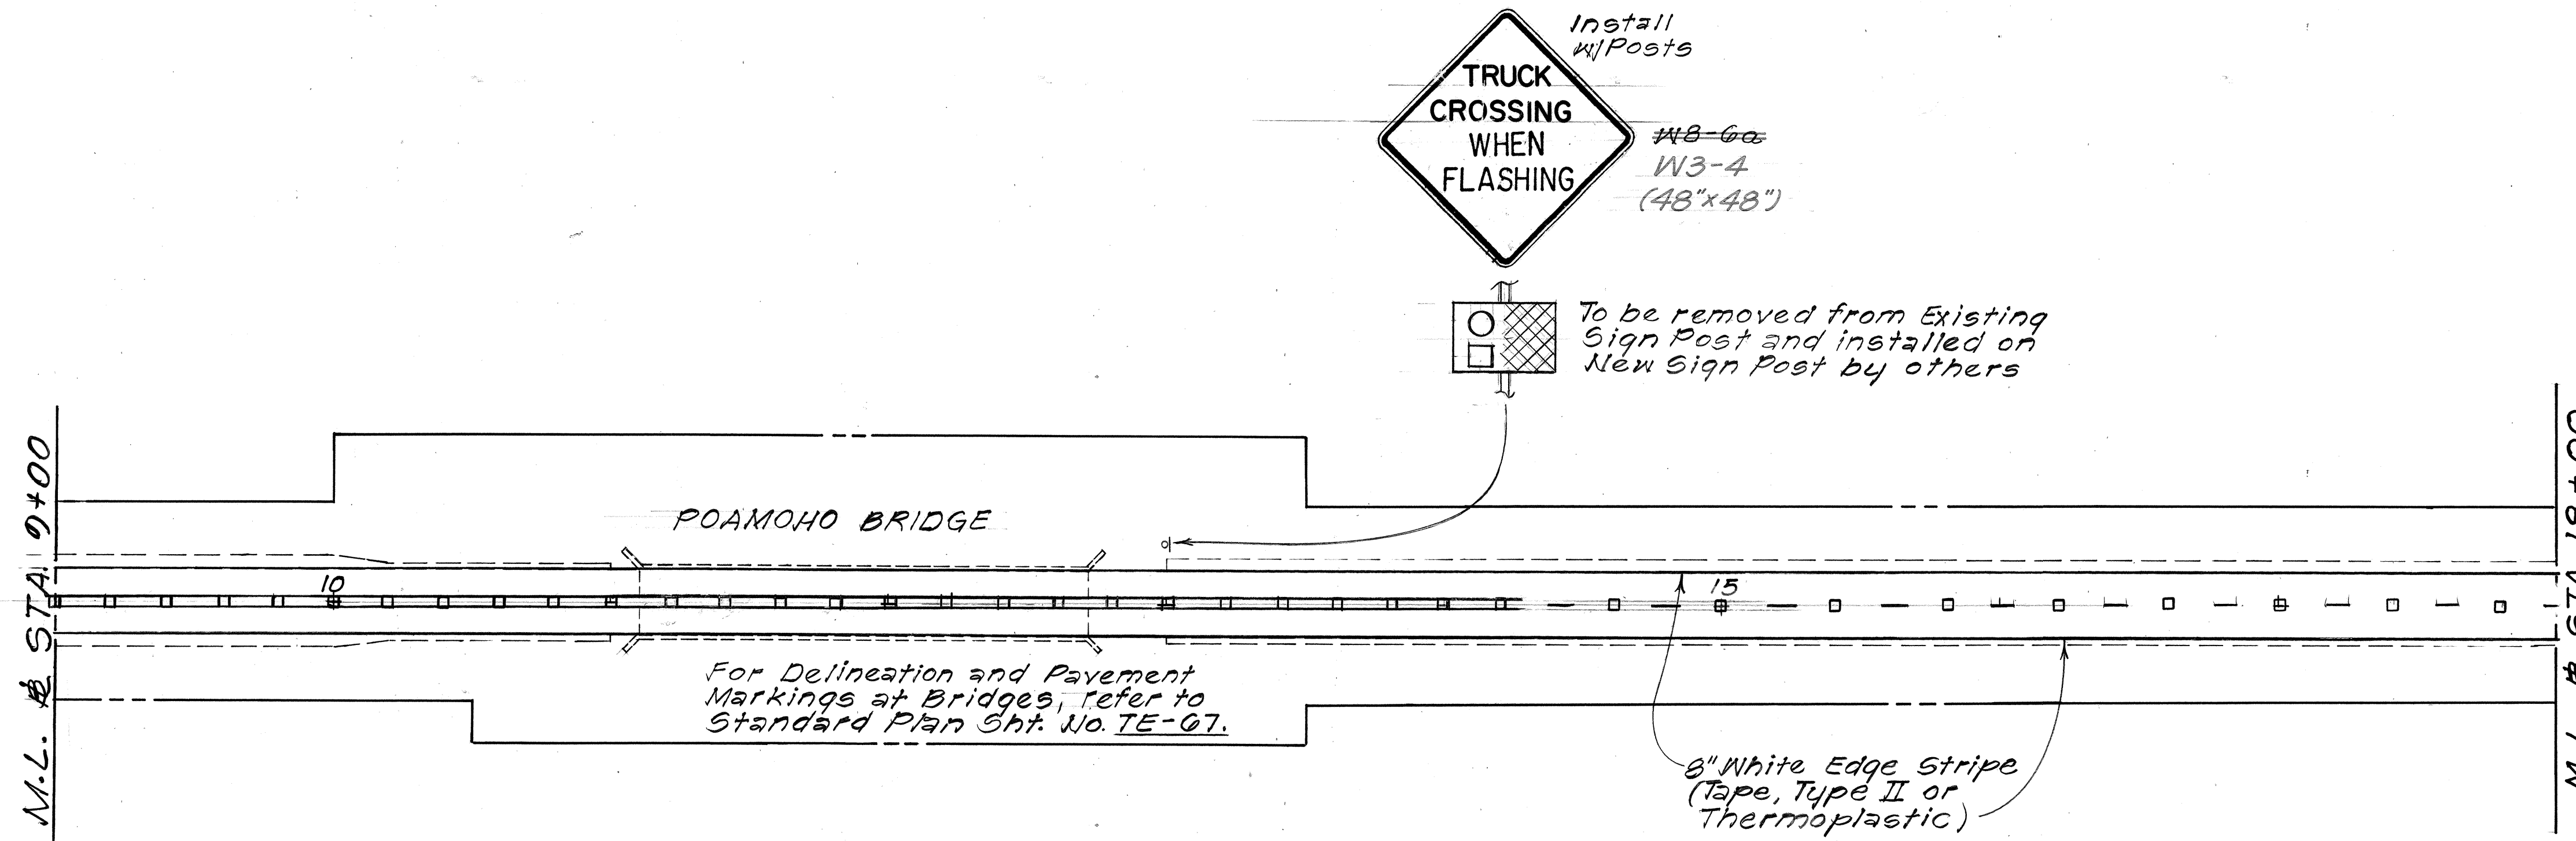 Install
w/Posts
TRUCK
CROSSING
WHEN
FLASHING
W8-6a
W3-4
(48"x48")
To be removed from Existing
Sign Post and installed on
New Sign Post by others
M.L. ⅊ STA. 9+00
POAMOHO BRIDGE
10
15
For Delineation and Pavement
Markings at Bridges, refer to
Standard Plan Sht. No. TE-67.
8" White Edge Stripe
(Tape, Type II or
Thermoplastic)